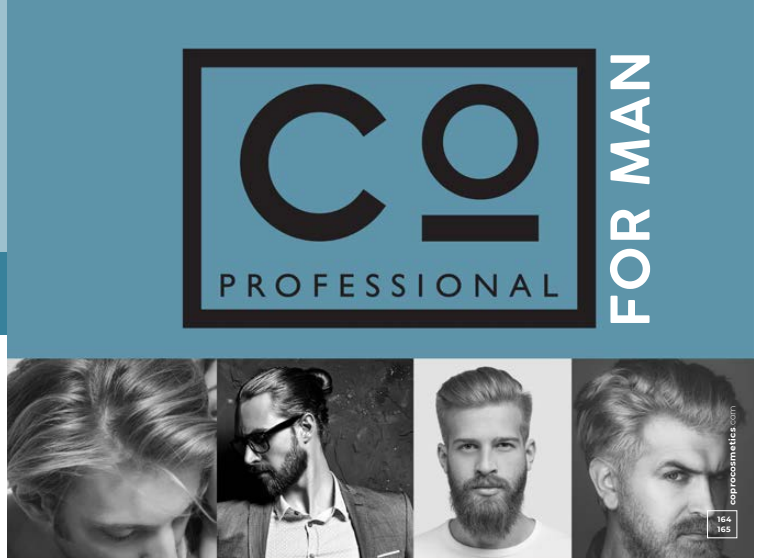 CO
PROFESSIONAL
FOR MAN
coprocosmetics.com
164
165